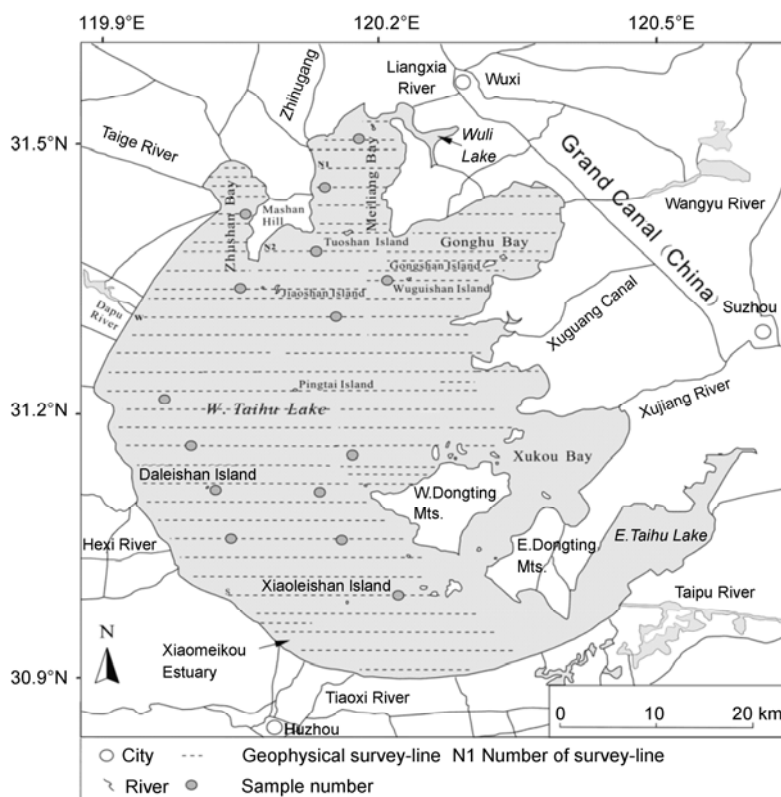 119.9°E 120.2°E 120.5°E
31.5°N
31.2°N
30.9°N
Zhihugang
Liangxia
River
Wuxi
Taige River
Wuli
Lake
N1
Meiliang Bay
Grand Canal (China)
Zhushan Bay
Mashan
Hill
Wangyu River
N2
Tuoshan Island
Gonghu Bay
Gongshan Island
Jiaoshan Island
Wuguishan Island
Dapu
River
W
Xuguang Canal
Suzhou
Pingtai Island
Xujiang River
W. Taihu Lake
Xukou Bay
Daleishan Island
W.Dongting
Mts.
Hexi River
E.Dongting
Mts.
E.Taihu Lake
S
Xiaoleishan Island
Taipu River
N
Xiaomeikou
Estuary
Tiaoxi River
Huzhou
0 10 20 km
City Geophysical survey-line N1 Number of survey-line
River Sample number